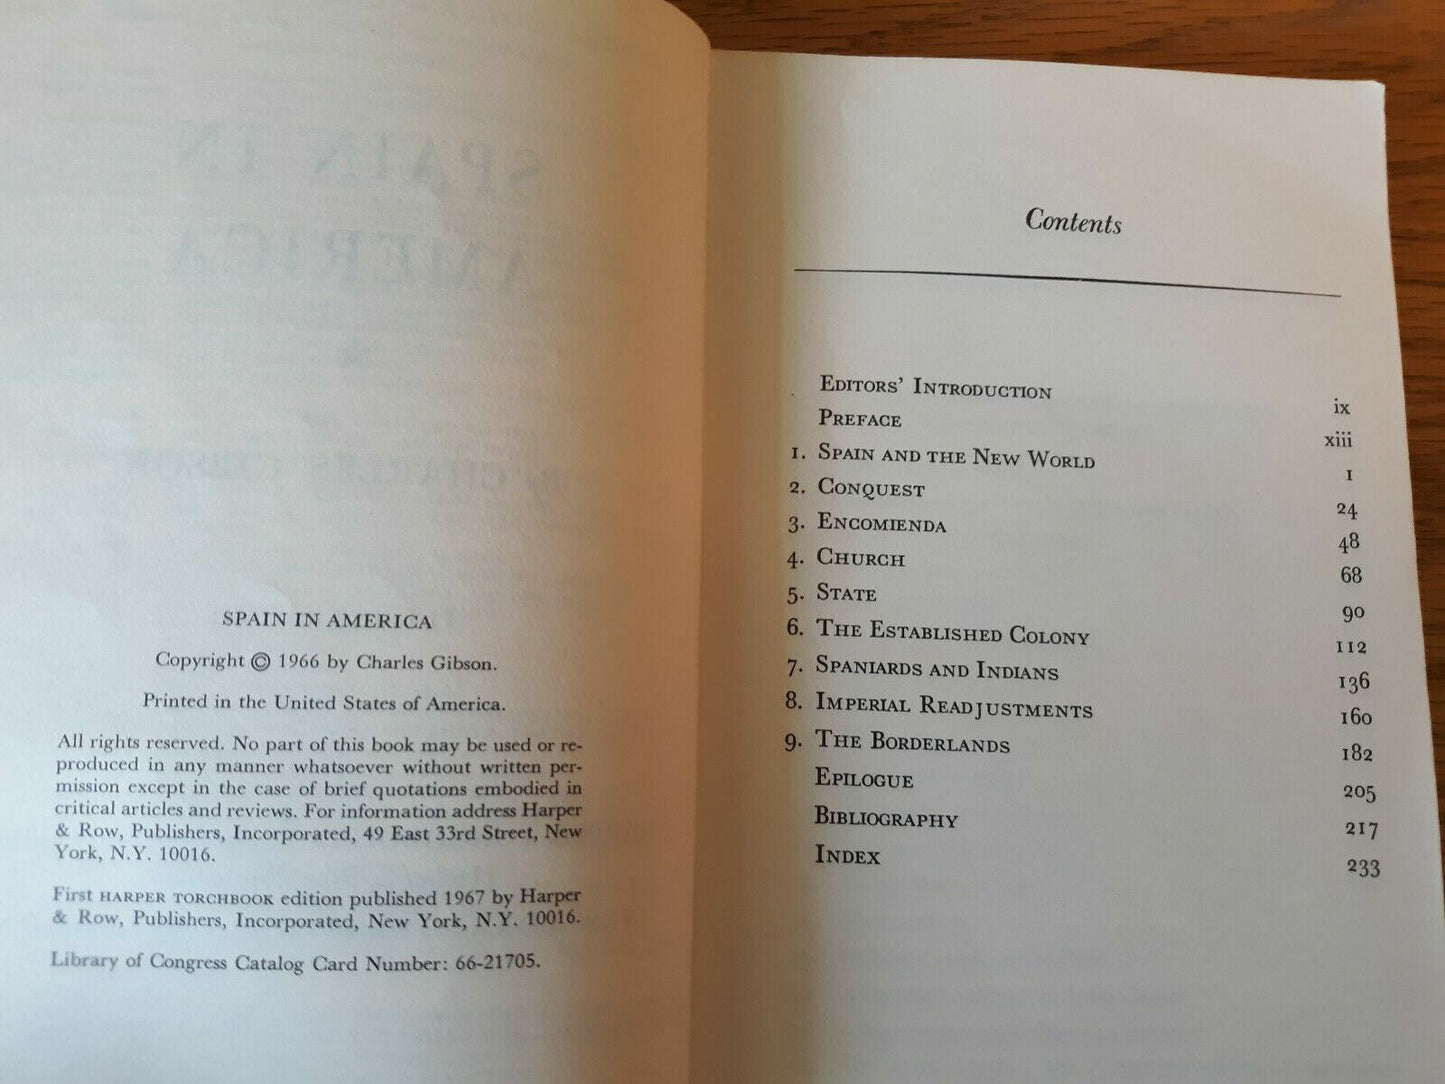 SPAIN IN AMERICA
Copyright © 1966 by Charles Gibson.
Printed in the United States of America.
All rights reserved. No part of this book may be used or re-
produced in any manner whatsoever without written per-
mission except in the case of brief quotations embodied in
critical articles and reviews. For information address Harper
& Row, Publishers, Incorporated, 49 East 33rd Street, New
York, N.Y. 10016.
First HARPER TORCHBOOK edition published 1967 by Harper
& Row, Publishers, Incorporated, New York, N.Y. 10016.
Library of Congress Catalog Card Number: 66-21705.
Contents
EDITORS' INTRODUCTION ix
PREFACE xiii
1. SPAIN AND THE NEW WORLD 1
2. CONQUEST 24
3. ENCOMIENDA 48
4. CHURCH 68
5. STATE 90
6. THE ESTABLISHED COLONY 112
7. SPANIARDS AND INDIANS 136
8. IMPERIAL READJUSTMENTS 160
9. THE BORDERLANDS 182
EPILOGUE 205
BIBLIOGRAPHY 217
INDEX 233